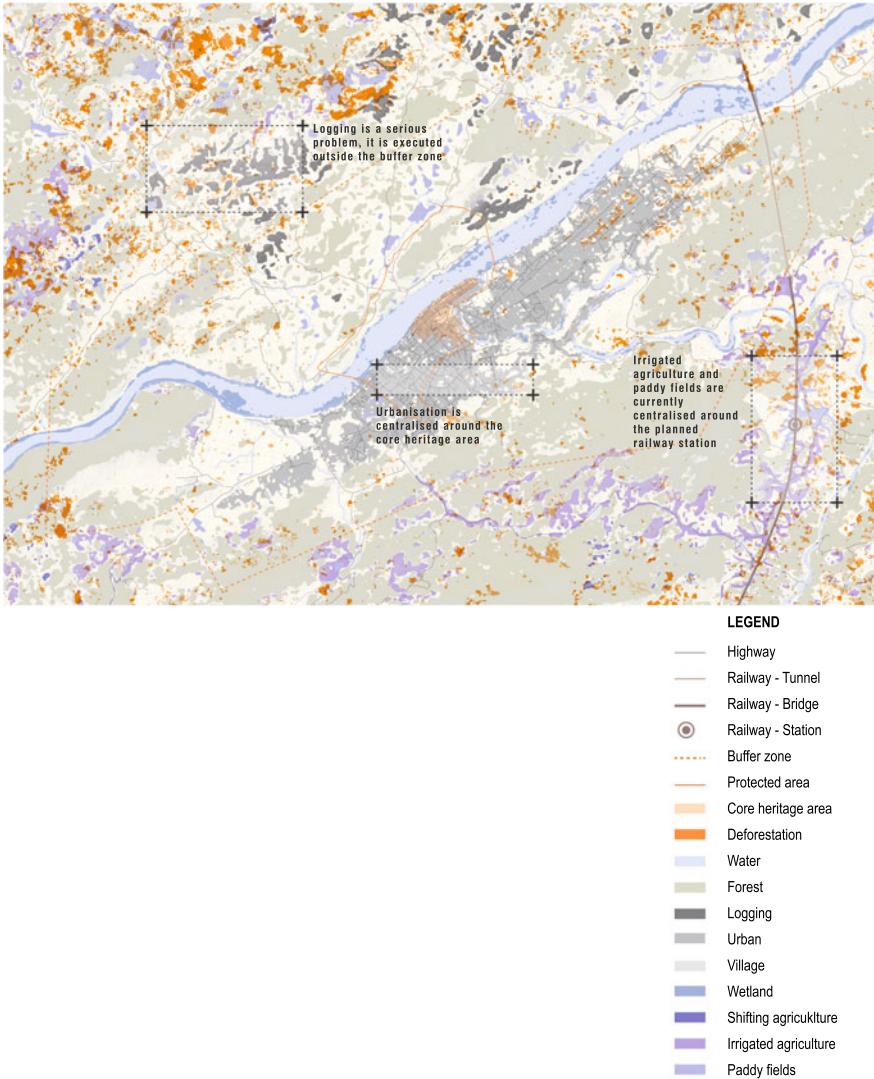 Logging is a serious
problem, it is executed
outside the buffer zone
Irrigated
agriculture and
paddy fields are
currently
centralised around
the planned
railway station
Urbanisation is
centralised around the
core heritage area
LEGEND
Highway
Railway - Tunnel
Railway - Bridge
Railway - Station
Buffer zone
Protected area
Core heritage area
Deforestation
Water
Forest
Logging
Urban
Village
Wetland
Shifting agricuklture
Irrigated agriculture
Paddy fields